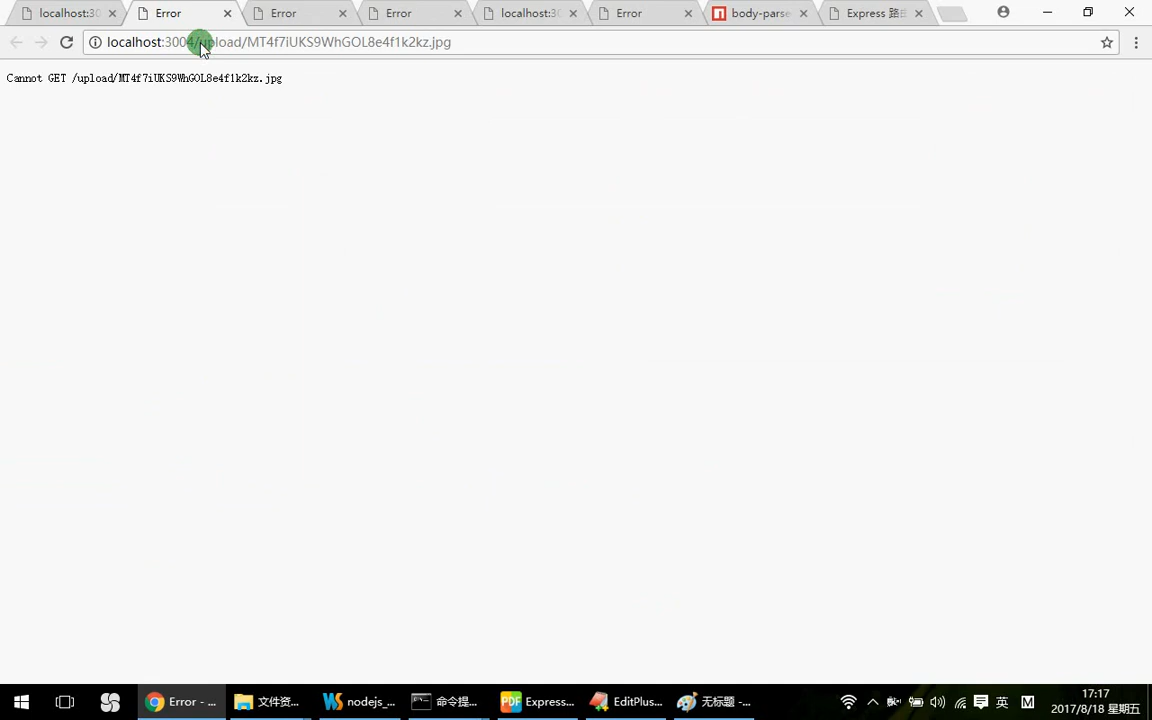 localhost:30
Error
Error
Error
localhost:30
Error
body-parse
Express 路由
localhost:3004/upload/MT4f7iUKS9WhGOL8e4f1k2kz.jpg
Cannot GET /upload/MT4f7iUKS9WhGOL8e4f1k2kz.jpg
Error - ...
文件资...
nodejs_...
命令提...
Express...
EditPlus...
无标题 -...
英
M
17:17
2017/8/18 星期五